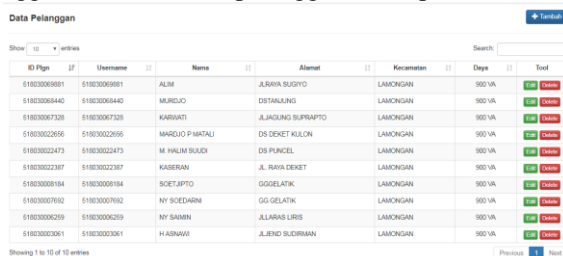 Data Pelanggan
Tambah
Show 10 entries
Search:
ID Plgn Username Nama Alamat Kecamatan Daya Tool
518030069881 518030069881 ALIM JLRAYA SUGIYO LAMONGAN 900 VA Edit Delete
518030068440 518030068440 MURDJO DSTANJUNG LAMONGAN 900 VA Edit Delete
518030067328 518030067328 KARWATI JLJAGUNG SUPRAPTO LAMONGAN 900 VA Edit Delete
518030022656 518030022656 MARDJO P.MATALI DS DEKET KULON LAMONGAN 900 VA Edit Delete
518030022473 518030022473 M. HALIM SUUDI DS PUNCEL LAMONGAN 900 VA Edit Delete
518030022387 518030022387 KASERAN JL. RAYA DEKET LAMONGAN 900 VA Edit Delete
518030008184 518030008184 SOETJIPTO GGGELATIK LAMONGAN 900 VA Edit Delete
518030007692 518030007692 NY SOEDARNI GG GELATIK LAMONGAN 900 VA Edit Delete
518030006259 518030006259 NY SAIMIN JLLARAS LIRIS LAMONGAN 900 VA Edit Delete
518030003061 518030003061 H ASNAWI JLJEND SUDIRMAN LAMONGAN 900 VA Edit Delete
Showing 1 to 10 of 10 entries
Previous 1 Next